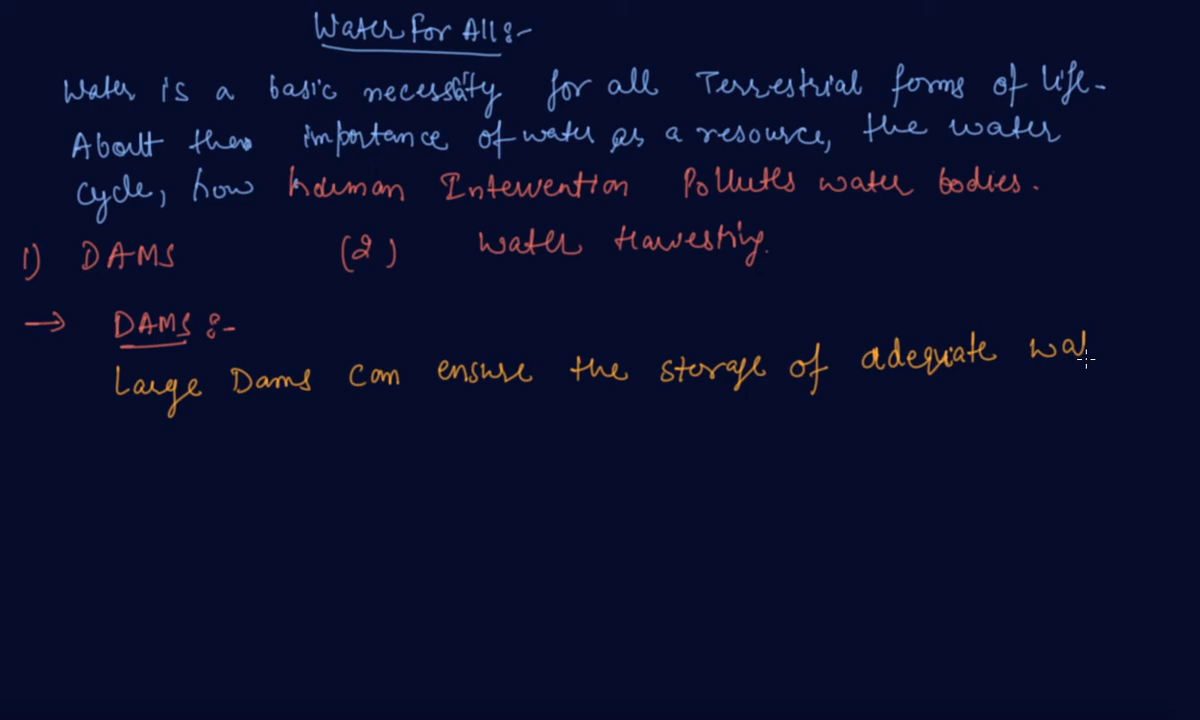 Water For All :-
Water is a basic necessity for all Terrestrial forms of life.
About the importance of water as a resource, the water
cycle, how human Intervention Pollutes water bodies.
1) DAMS (2) Water Harvesting.
→ DAMS :-
Large Dams can ensure the storage of adequate wat